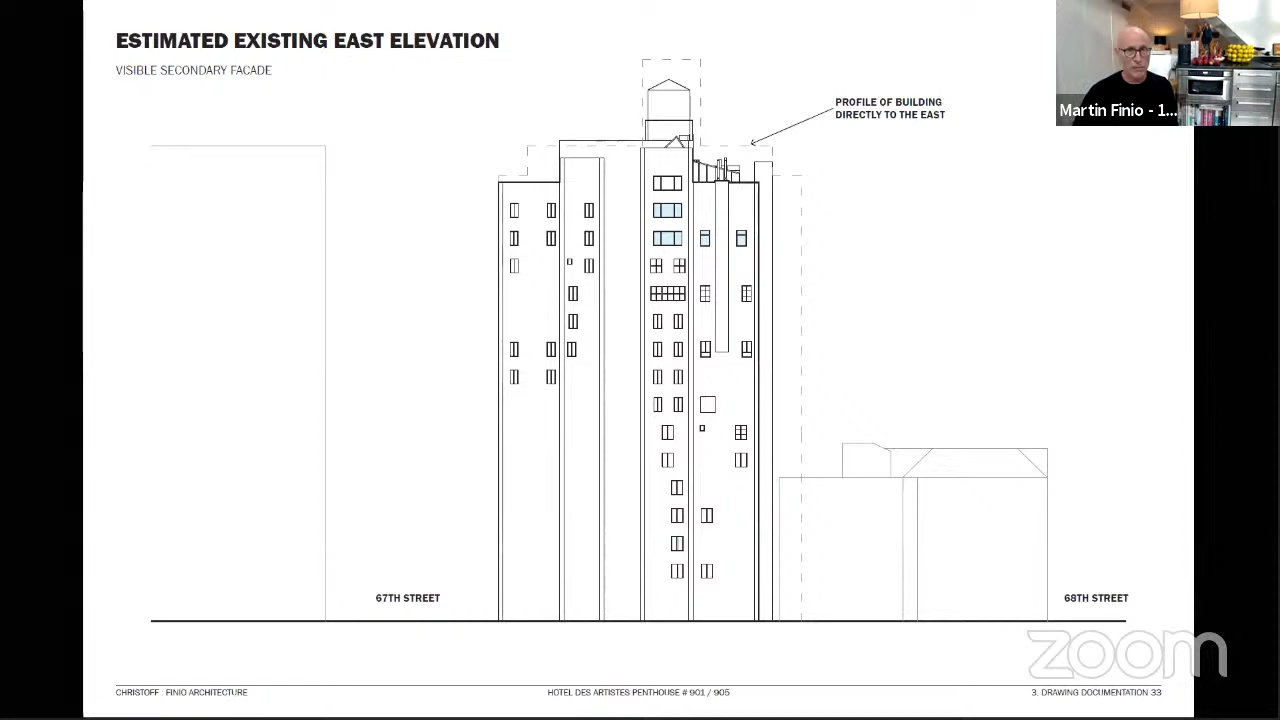 ESTIMATED EXISTING EAST ELEVATION
VISIBLE SECONDARY FACADE
PROFILE OF BUILDING
DIRECTLY TO THE EAST
Martin Finio - 1...
67TH STREET
68TH STREET
zoom
CHRISTOFF : FINIO ARCHITECTURE
HOTEL DES ARTISTES PENTHOUSE # 901 / 905
3. DRAWING DOCUMENTATION 33